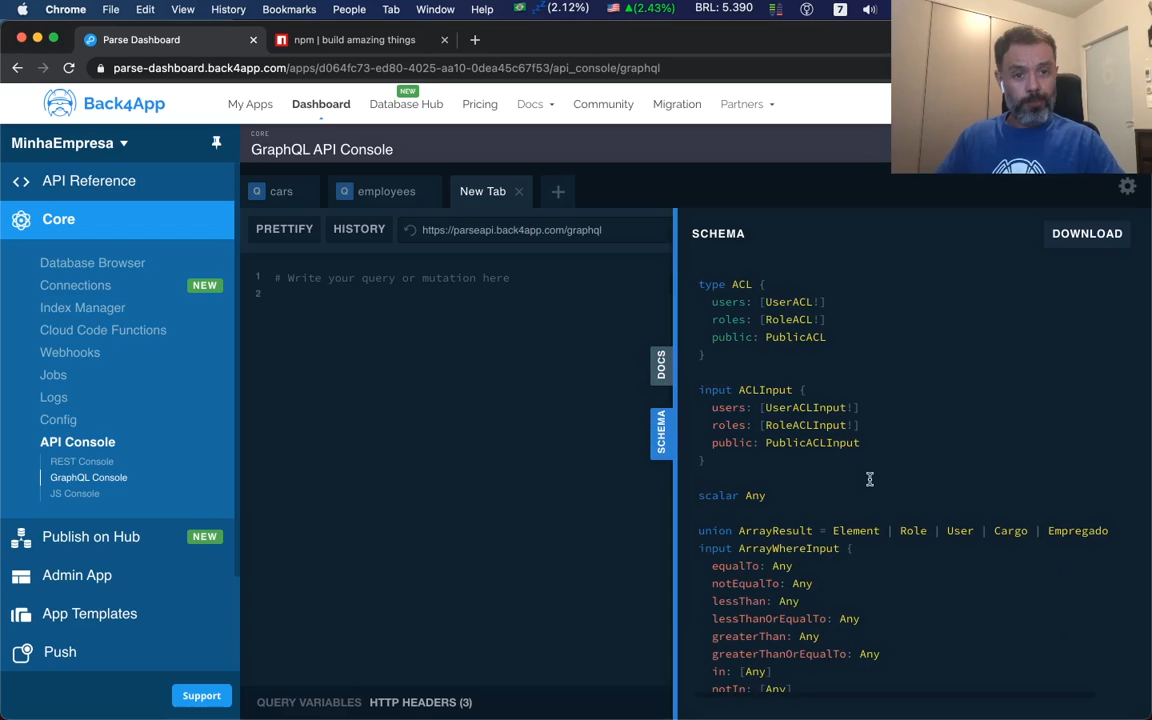 Chrome File Edit View History Bookmarks People Tab Window Help (2.12%) (2.43%) BRL: 5.390 7
Parse Dashboard
npm | build amazing things
parse-dashboard.back4app.com/apps/d064fc73-ed80-4025-aa10-0dea45c67f53/api_console/graphql
NEW
Back4App My Apps Dashboard Database Hub Pricing Docs Community Migration Partners
MinhaEmpresa
API Reference
Core
Database Browser
Connections NEW
Index Manager
Cloud Code Functions
Webhooks
Jobs
Logs
Config
API Console
REST Console
GraphQL Console
JS Console
Publish on Hub NEW
Admin App
App Templates
Push
Support
CORE
GraphQL API Console
Q cars
Q employees
New Tab
PRETTIFY HISTORY https://parseapi.back4app.com/graphql
1 # Write your query or mutation here
2
DOCS
SCHEMA
QUERY VARIABLES HTTP HEADERS (3)
SCHEMA DOWNLOAD
type ACL {
users: [UserACL!]
roles: [RoleACL!]
public: PublicACL
}
input ACLInput {
users: [UserACLInput!]
roles: [RoleACLInput!]
public: PublicACLInput
}
scalar Any
union ArrayResult = Element | Role | User | Cargo | Empregado
input ArrayWhereInput {
equalTo: Any
notEqualTo: Any
lessThan: Any
lessThanOrEqualTo: Any
greaterThan: Any
greaterThanOrEqualTo: Any
in: [Any]
notIn: [Any]